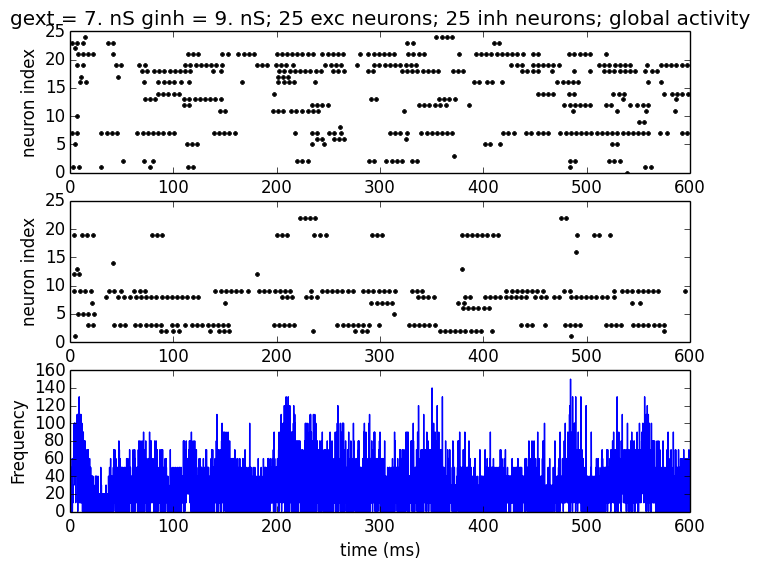 gext = 7. nS ginh = 9. nS; 25 exc neurons; 25 inh neurons; global activity
25
20
15
10
5
0
neuron index
0 100 200 300 400 500 600
25
20
15
10
5
0
neuron index
0 100 200 300 400 500 600
160
140
120
100
80
60
40
20
0
Frequency
0 100 200 300 400 500 600
time (ms)